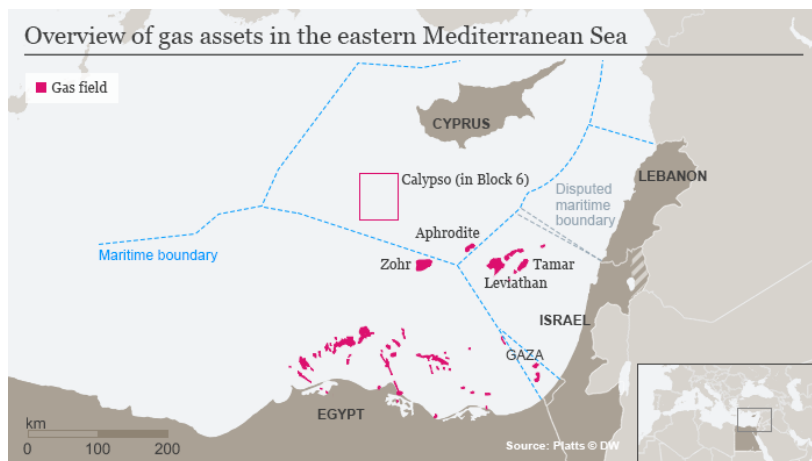 Overview of gas assets in the eastern Mediterranean Sea
Gas field
CYPRUS
Calypso (in Block 6)
LEBANON
Disputed
maritime
boundary
Aphrodite
Maritime boundary
Zohr
Tamar
Leviathan
ISRAEL
GAZA
EGYPT
km
0 100 200
Source: Platts © DW